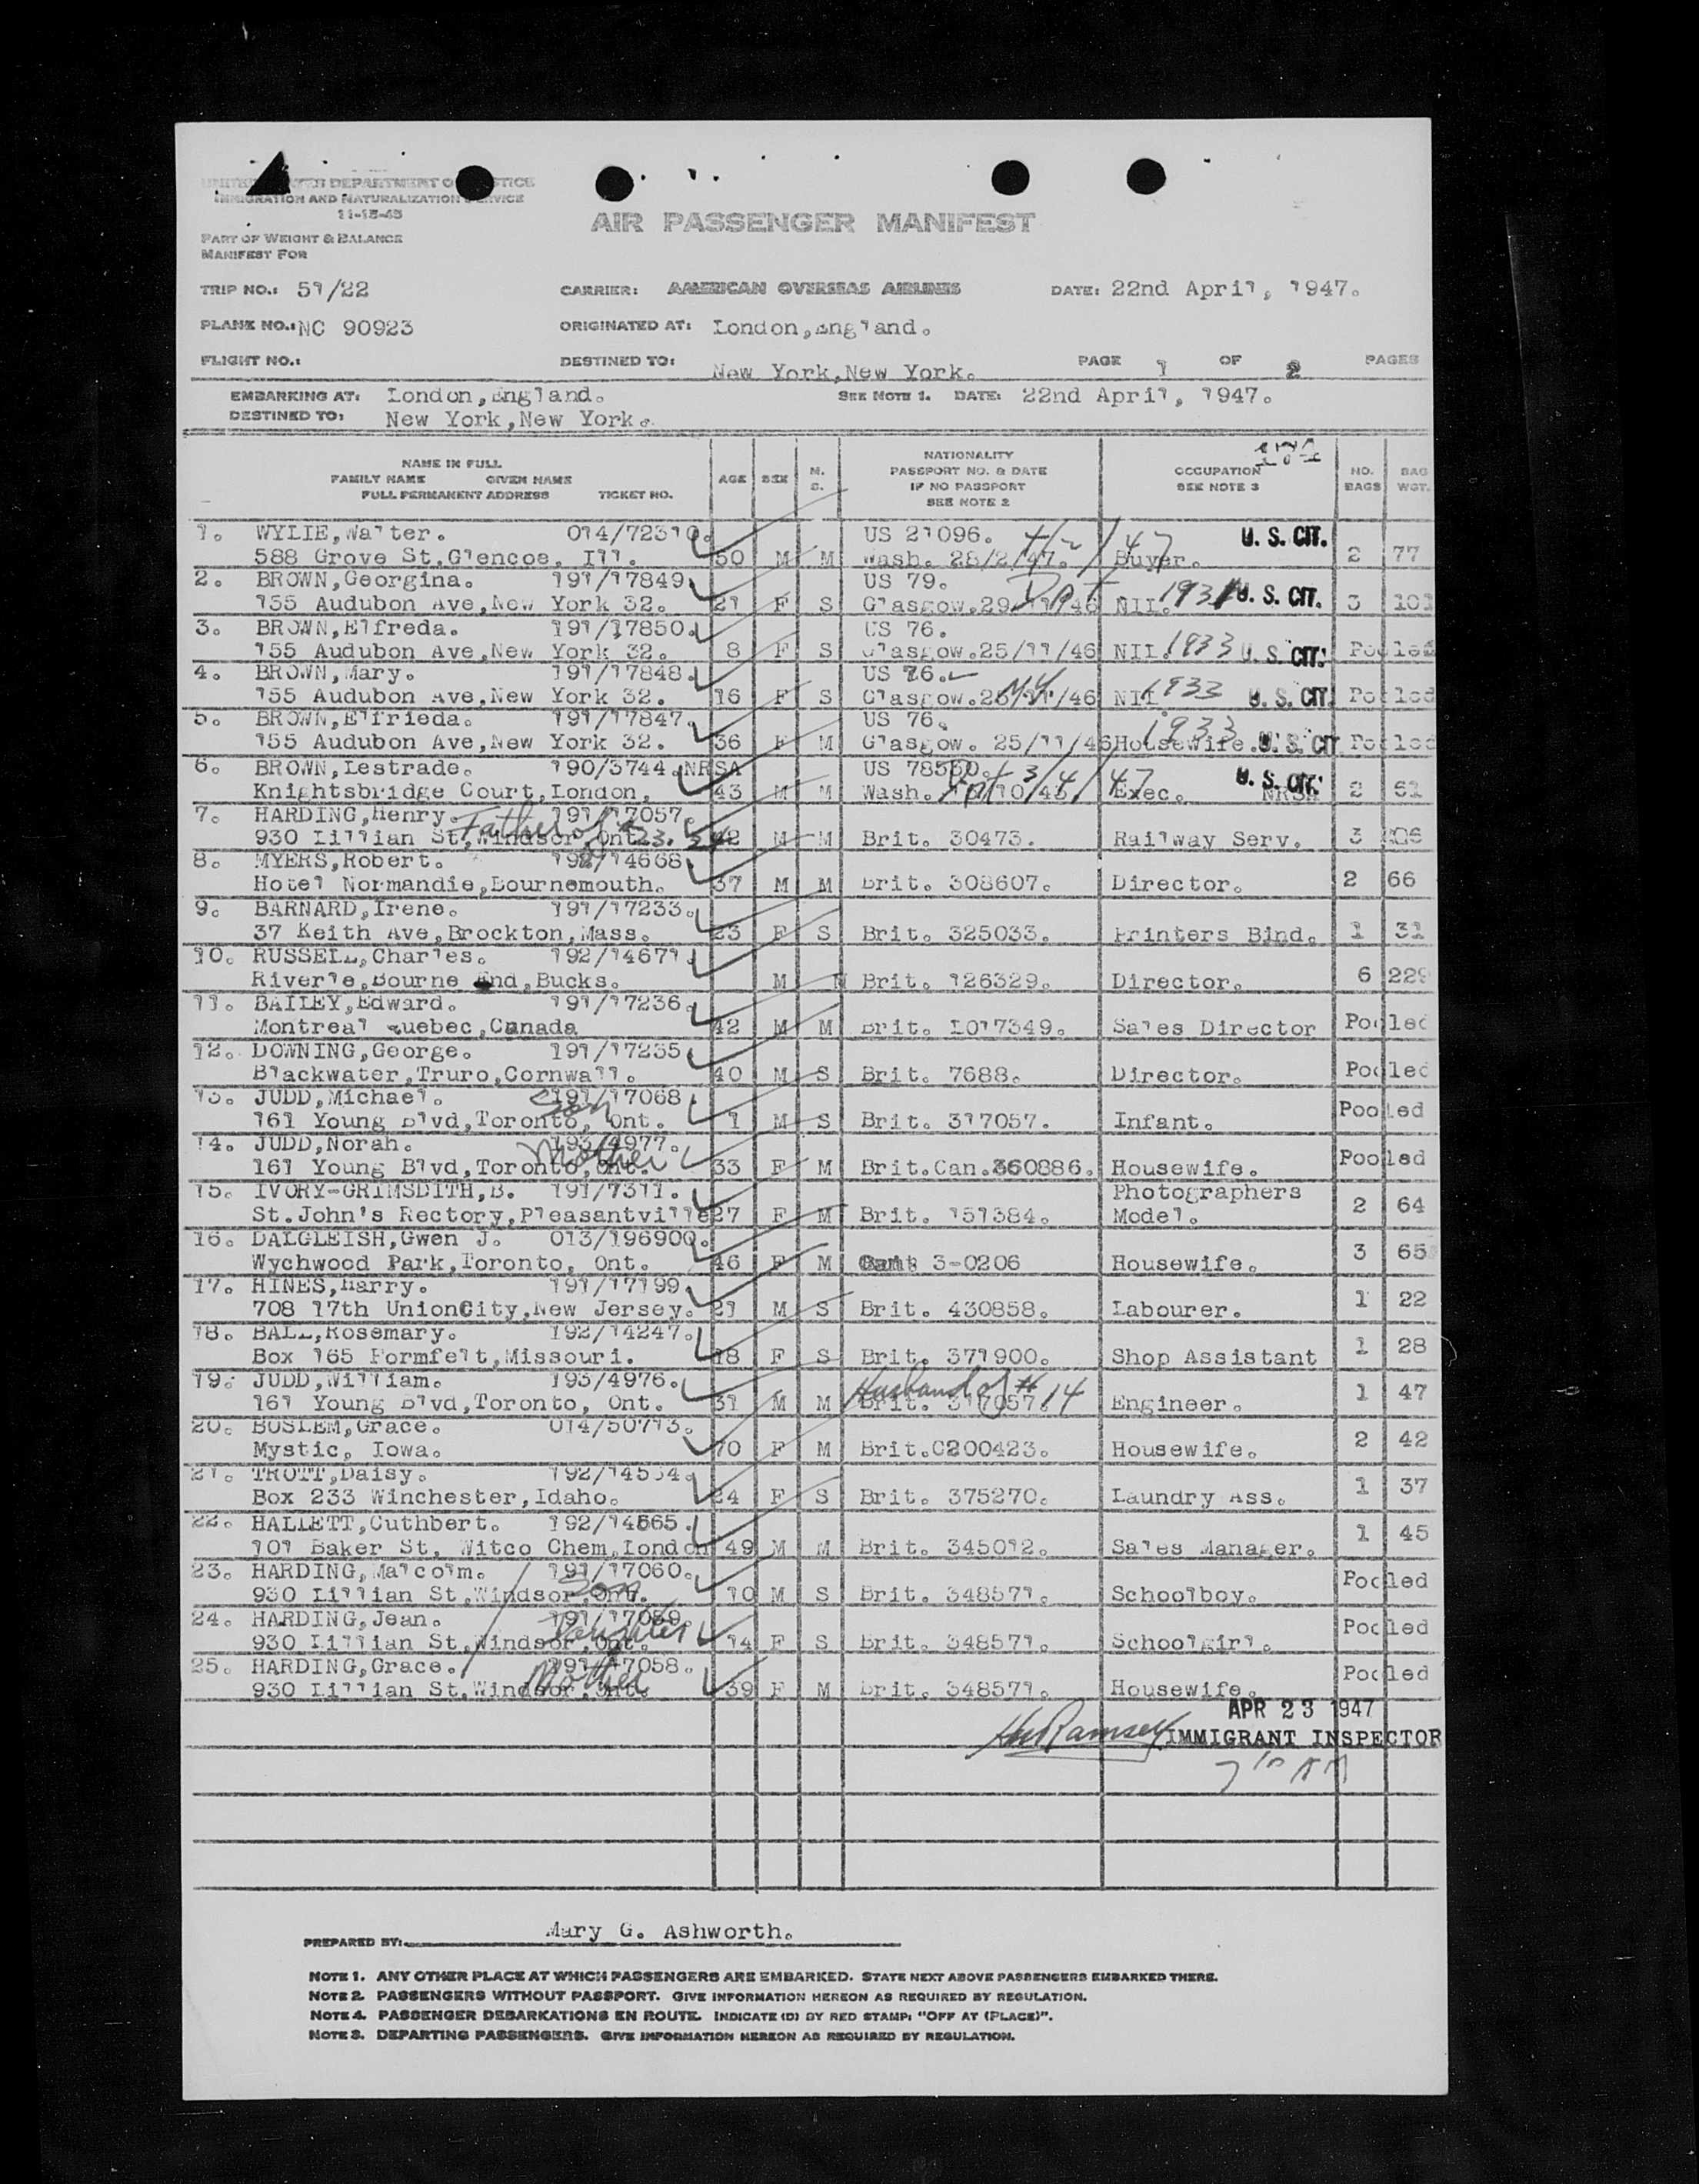 IMMIGRATION AND NATURALIZATION SERVICE
11-15-45
AIR PASSENGER MANIFEST
PART OF WEIGHT & BALANCE
MANIFEST FOR
TRIP NO.: 51/22 CARRIER: AMERICAN OVERSEAS AIRLINES DATE: 22nd April, 1947.
PLANE NO.: NC 90923 ORIGINATED AT: London, England.
FLIGHT NO.: DESTINED TO: New York, New York. PAGE 1 OF 2 PAGES
EMBARKING AT: London, England. SEE NOTE 1. DATE: 22nd April, 1947.
DESTINED TO: New York, New York.
NAME IN FULL
FAMILY NAME GIVEN NAME
FULL PERMANENT ADDRESS TICKET NO. AGE SEX M. S. NATIONALITY PASSPORT NO. & DATE IF NO PASSPORT SEE NOTE 2 OCCUPATION SEE NOTE 3 NO. BAGS BAG WGT.
1. WYLIE, Walter. 014/72310. US 21096. U. S. CIT.
588 Grove St, Glencoe, Ill. 50 M M Wash. 28/2/47. Buyer. 2 77
2. BROWN, Georgina. 191/17849. US 79.
155 Audubon Ave, New York 32. 21 F S Glasgow. 29/11/46 NIL. 1931 U. S. CIT. 3 101
3. BROWN, Elfreda. 191/17850. US 76.
155 Audubon Ave, New York 32. 8 F S Glasgow. 25/11/46 NIL. 1933 U. S. CIT. Pooled
4. BROWN, Mary. 191/17848. US 76.
155 Audubon Ave, New York 32. 16 F S Glasgow. 25/11/46 NIL 1933 U. S. CIT. Pooled
5. BROWN, Elfrieda. 191/17847. US 76. 1933
155 Audubon Ave, New York 32. 36 F M Glasgow. 25/11/46 Housewife. U. S. CIT Pooled
6. BROWN, Lestrade. 190/3744. NRSA US 78550. U. S. CIT.
Knightsbridge Court, London, 43 M M Wash. Exec. NRSA 2 61
7. HARDING, Henry. 191/17057. Father of
930 Lillian St, Windsor, Ont. 42 M M Brit. 30473. Railway Serv. 3 206
8. MYERS, Robert. 192/14668.
Hotel Normandie, Bournemouth. 37 M M Brit. 308607. Director. 2 66
9. BARNARD, Irene. 191/17233.
37 Keith Ave, Brockton, Mass. 23 F S Brit. 325033. Printers Bind. 1 31
10. RUSSELL, Charles. 192/14671.
Riverle, Bourne End, Bucks. M M Brit. 126329. Director. 6 229
11. BAILEY, Edward. 191/17236.
Montreal Quebec, Canada 42 M M Brit. 1017349. Sales Director Pooled
12. DOWNING, George. 191/17235.
Blackwater, Truro, Cornwall. 40 M S Brit. 7688. Director. Pooled
13. JUDD, Michael. 191/17068 Son
161 Young Blvd, Toronto, Ont. 1 M S Brit. 317057. Infant. Pooled
14. JUDD, Norah. 193/4977. Mother
161 Young Blvd, Toronto, Ont. 33 F M Brit. Can. 360886. Housewife. Pooled
15. IVORY-GRIMSDITH, B. 191/7311. Photographers
St. John's Rectory, Pleasantville 27 F M Brit. 151384. Model. 2 64
16. DALGLEISH, Gwen J. 013/196900.
Wychwood Park, Toronto, Ont. 46 F M 3-0206 Housewife. 3 65
17. HINES, Harry. 191/17199.
708 17th UnionCity, New Jersey. 21 M S Brit. 430858. Labourer. 1 22
18. BALL, Rosemary. 192/14247.
Box 165 Formfelt, Missouri. 18 F S Brit. 371900. Shop Assistant 1 28
19. JUDD, William. 193/4976. Husband of # 14
161 Young Blvd, Toronto, Ont. 31 M M Brit. 317057. Engineer. 1 47
20. BOSLEM, Grace. 014/50713.
Mystic, Iowa. 70 F M Brit. C200423. Housewife. 2 42
21. TROTT, Daisy. 192/14534.
Box 233 Winchester, Idaho. 24 F S Brit. 375270. Laundry Ass. 1 37
22. HALLETT, Cuthbert. 192/14565.
101 Baker St, Witco Chem, London 49 M M Brit. 345012. Sales Manager. 1 45
23. HARDING, Malcolm. 191/17060. Son
930 Lillian St, Windsor, Ont. 10 M S Brit. 348571. Schoolboy. Pooled
24. HARDING, Jean. 191/17059. Daughter
930 Lillian St, Windsor, Ont. 14 F S Brit. 348571. Schoolgirl. Pooled
25. HARDING, Grace. 191/17058. Mother
930 Lillian St, Windsor, Ont. 39 F M Brit. 348571. Housewife. Pooled
APR 23 1947
Ramsey IMMIGRANT INSPECTOR
PREPARED BY: Mary G. Ashworth.
NOTE 1. ANY OTHER PLACE AT WHICH PASSENGERS ARE EMBARKED. STATE NEXT ABOVE PASSENGERS EMBARKED THERE.
NOTE 2. PASSENGERS WITHOUT PASSPORT. GIVE INFORMATION HEREON AS REQUIRED BY REGULATION.
NOTE 4. PASSENGER DEBARKATIONS EN ROUTE. INDICATE (D) BY RED STAMP: "OFF AT (PLACE)".
NOTE 3. DEPARTING PASSENGERS. GIVE INFORMATION HEREON AS REQUIRED BY REGULATION.